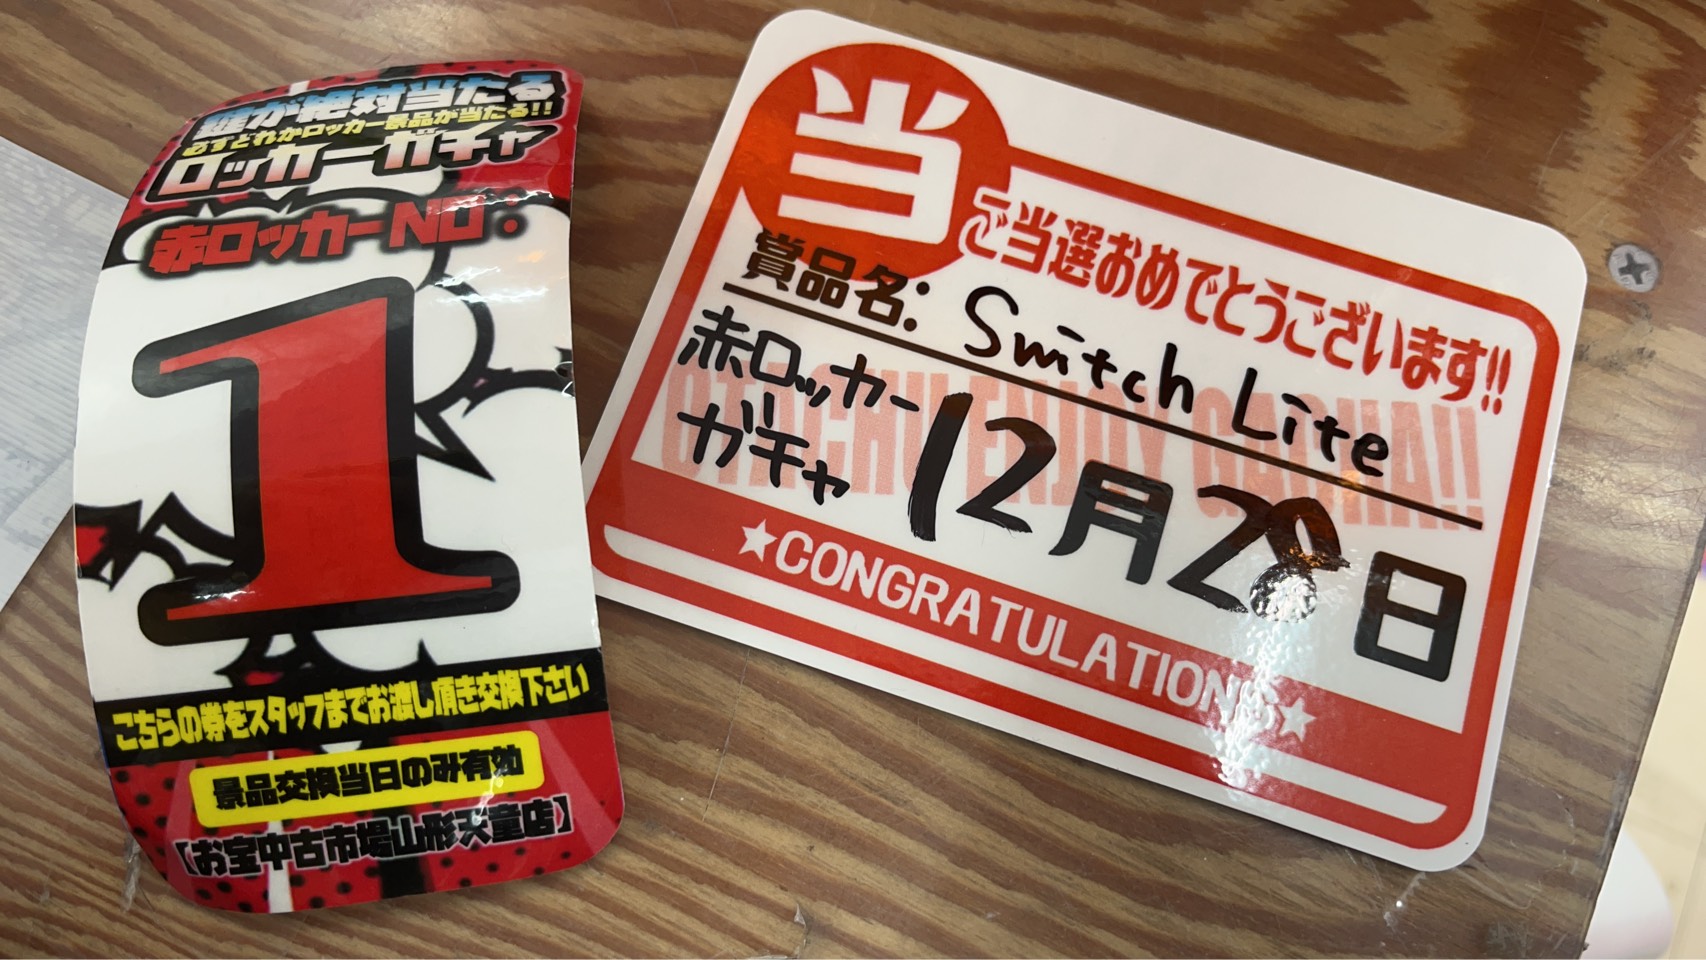 鍵が絶対当たる
必ずどれかロッカー景品が当たる!!
ロッカーガチャ
赤ロッカーNO:
1
こちらの券をスタッフまでお渡し頂き交換下さい
景品交換当日のみ有効
【お宝中古市場山形天童店】
当
ご当選おめでとうございます!!
賞品名: Switch Lite
赤ロッカー
ガチャ
12月28日
OTACHU ENJOY GACHA!!
★CONGRATULATIONS★